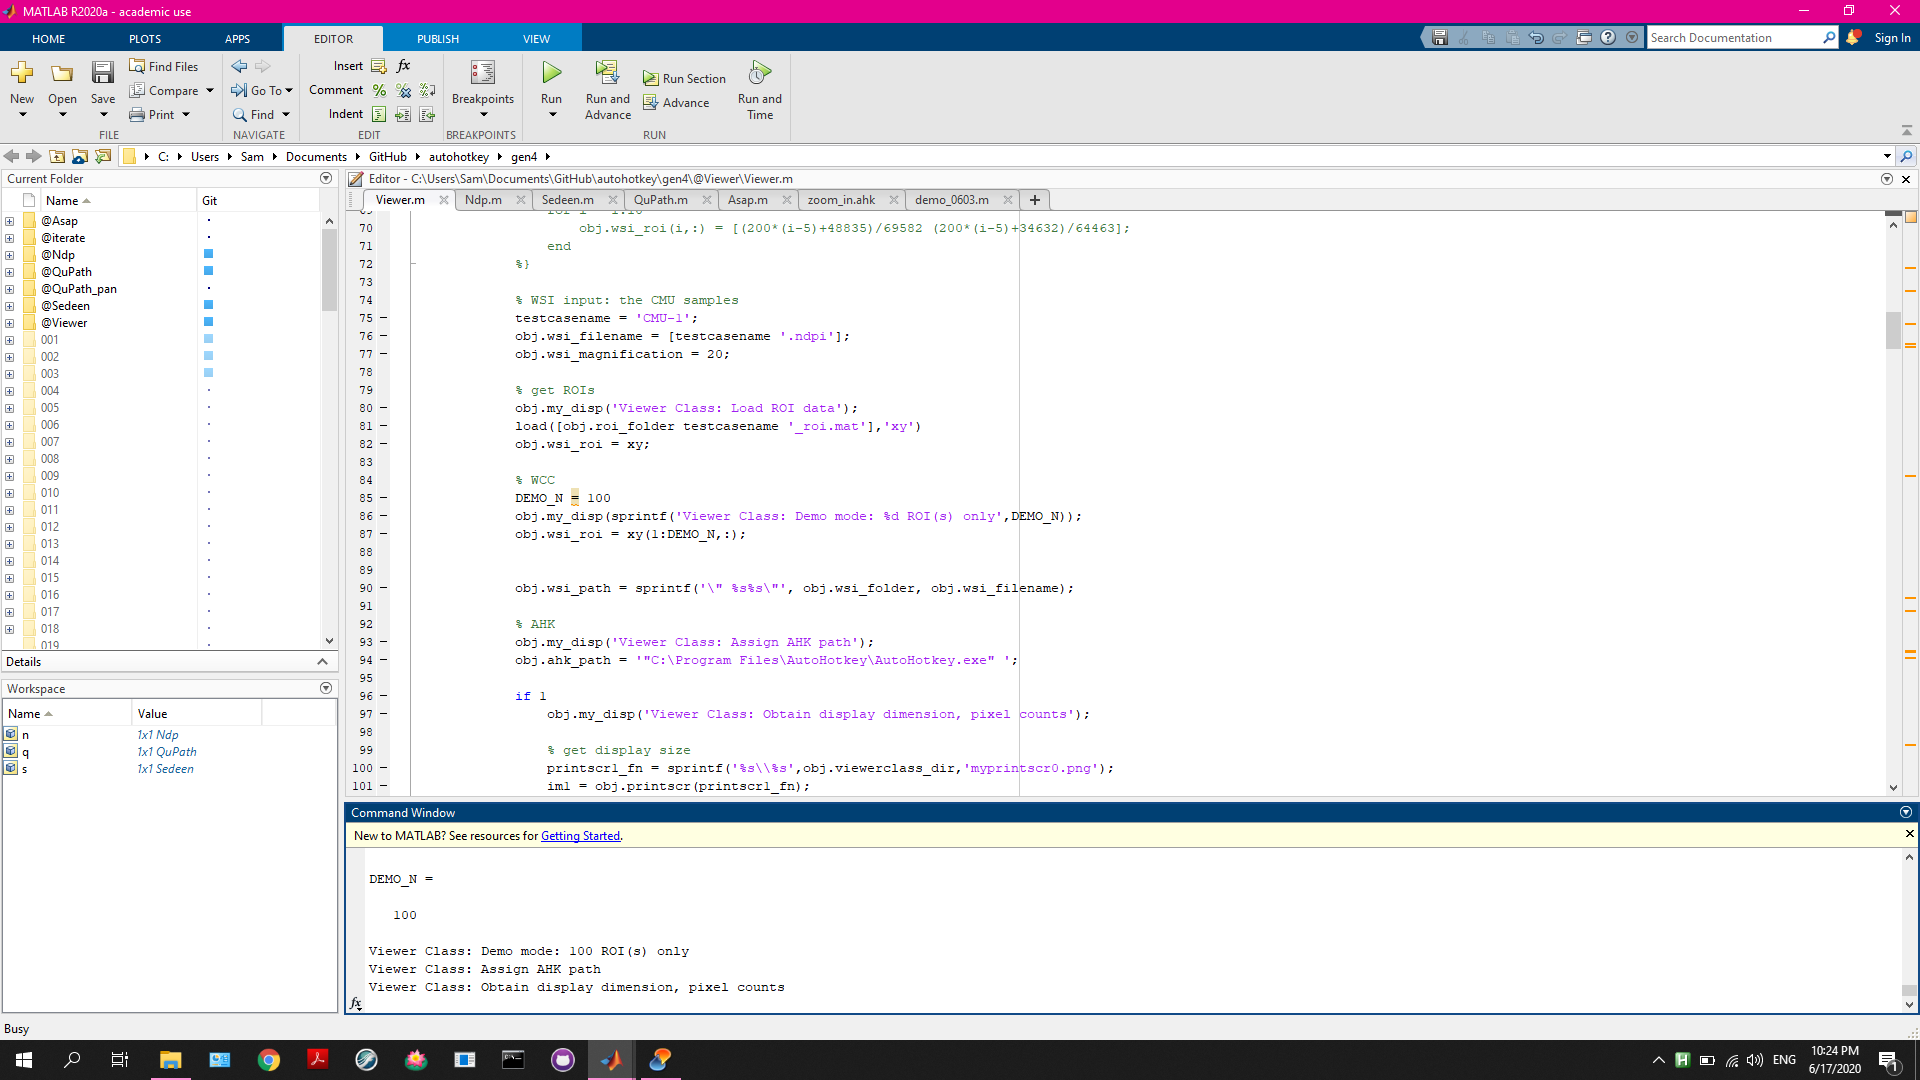 MATLAB R2020a - academic use
HOME PLOTS APPS EDITOR PUBLISH VIEW Search Documentation Sign In
New Open Save Find Files Compare Print
FILE
Go To Find
NAVIGATE
Insert fx
Comment
Indent
EDIT
Breakpoints
BREAKPOINTS
Run Run and Advance Run Section Advance Run and Time
RUN
C: Users Sam Documents GitHub autohotkey gen4
Current Folder
Name Git
@Asap
@iterate
@Ndp
@QuPath
@QuPath_pan
@Sedeen
@Viewer
001
002
003
004
005
006
007
008
009
010
011
012
013
014
015
016
017
018
019
Details
Workspace
Name Value
n 1x1 Ndp
q 1x1 QuPath
s 1x1 Sedeen
Editor - C:\Users\Sam\Documents\GitHub\autohotkey\gen4\@Viewer\Viewer.m
Viewer.m Ndp.m Sedeen.m QuPath.m Asap.m zoom_in.ahk demo_0603.m
69 for i = 1:10
70 obj.wsi_roi(i,:) = [(200*(i-5)+48835)/69582 (200*(i-5)+34632)/64463];
71 end
72 %}
73
74 % WSI input: the CMU samples
75 testcasename = 'CMU-1';
76 obj.wsi_filename = [testcasename '.ndpi'];
77 obj.wsi_magnification = 20;
78
79 % get ROIs
80 obj.my_disp('Viewer Class: Load ROI data');
81 load([obj.roi_folder testcasename '_roi.mat'],'xy')
82 obj.wsi_roi = xy;
83
84 % WCC
85 DEMO_N = 100
86 obj.my_disp(sprintf('Viewer Class: Demo mode: %d ROI(s) only',DEMO_N));
87 obj.wsi_roi = xy(1:DEMO_N,:);
88
89
90 obj.wsi_path = sprintf('\" %s%s\"', obj.wsi_folder, obj.wsi_filename);
91
92 % AHK
93 obj.my_disp('Viewer Class: Assign AHK path');
94 obj.ahk_path = '"C:\Program Files\AutoHotkey\AutoHotkey.exe" ';
95
96 if 1
97 obj.my_disp('Viewer Class: Obtain display dimension, pixel counts');
98
99 % get display size
100 printscr1_fn = sprintf('%s\\%s',obj.viewerclass_dir,'myprintscr0.png');
101 im1 = obj.printscr(printscr1_fn);
Command Window
New to MATLAB? See resources for Getting Started.
DEMO_N =
100
Viewer Class: Demo mode: 100 ROI(s) only
Viewer Class: Assign AHK path
Viewer Class: Obtain display dimension, pixel counts
fx
Busy
ENG
10:24 PM
6/17/2020
1